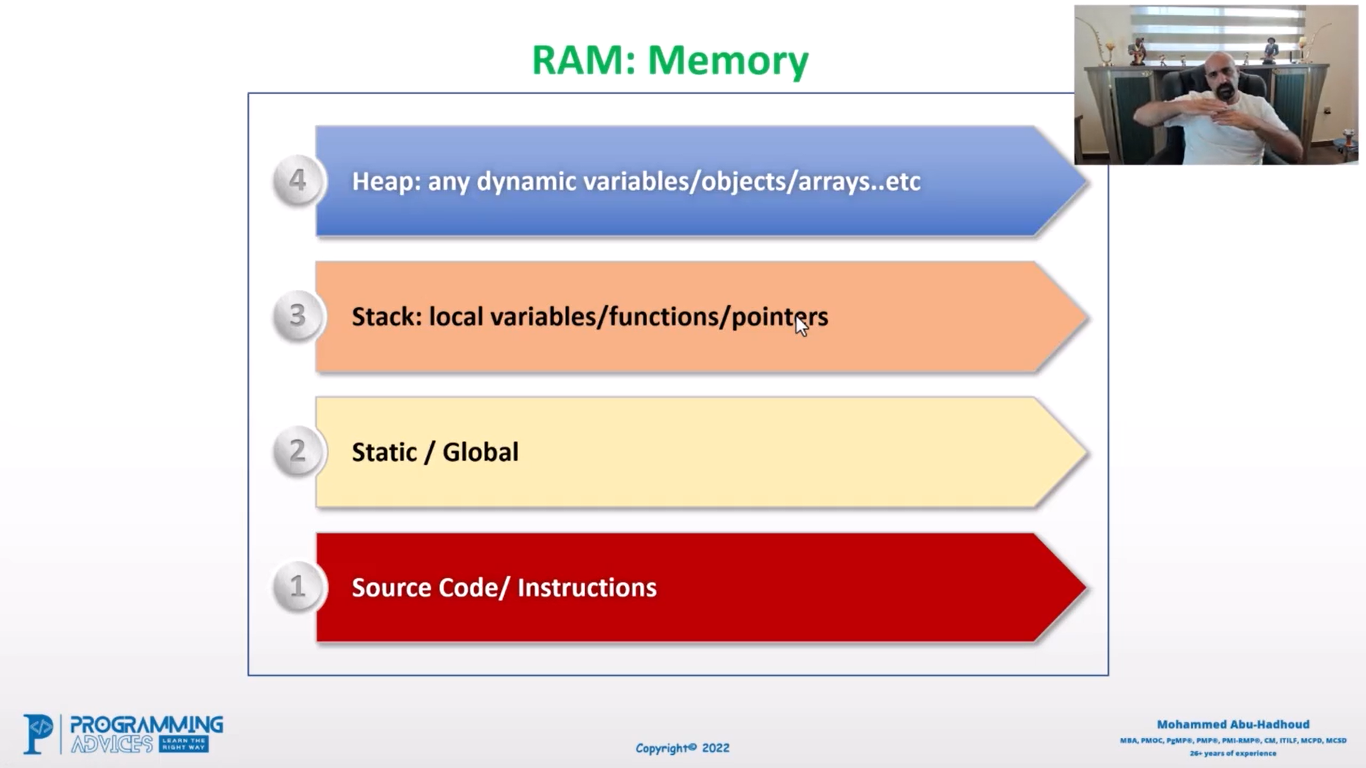 RAM: Memory
4
Heap: any dynamic variables/objects/arrays..etc
3
Stack: local variables/functions/pointers
2
Static / Global
1
Source Code/ Instructions
PROGRAMMING
ADVICES
LEARN THE
RIGHT WAY
Copyright© 2022
Mohammed Abu-Hadhoud
MBA, PMOC, PgMP®, PMP®, PMI-RMP®, CM, ITILF, MCPD, MCSD
26+ years of experience